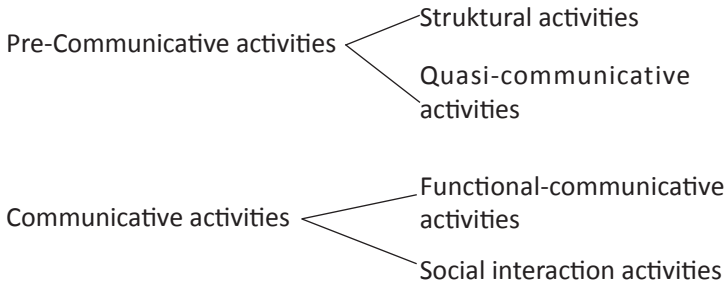 Struktural activities
Pre-Communicative activities
Quasi-communicative
activities
Functional-communicative
activities
Communicative activities
Social interaction activities